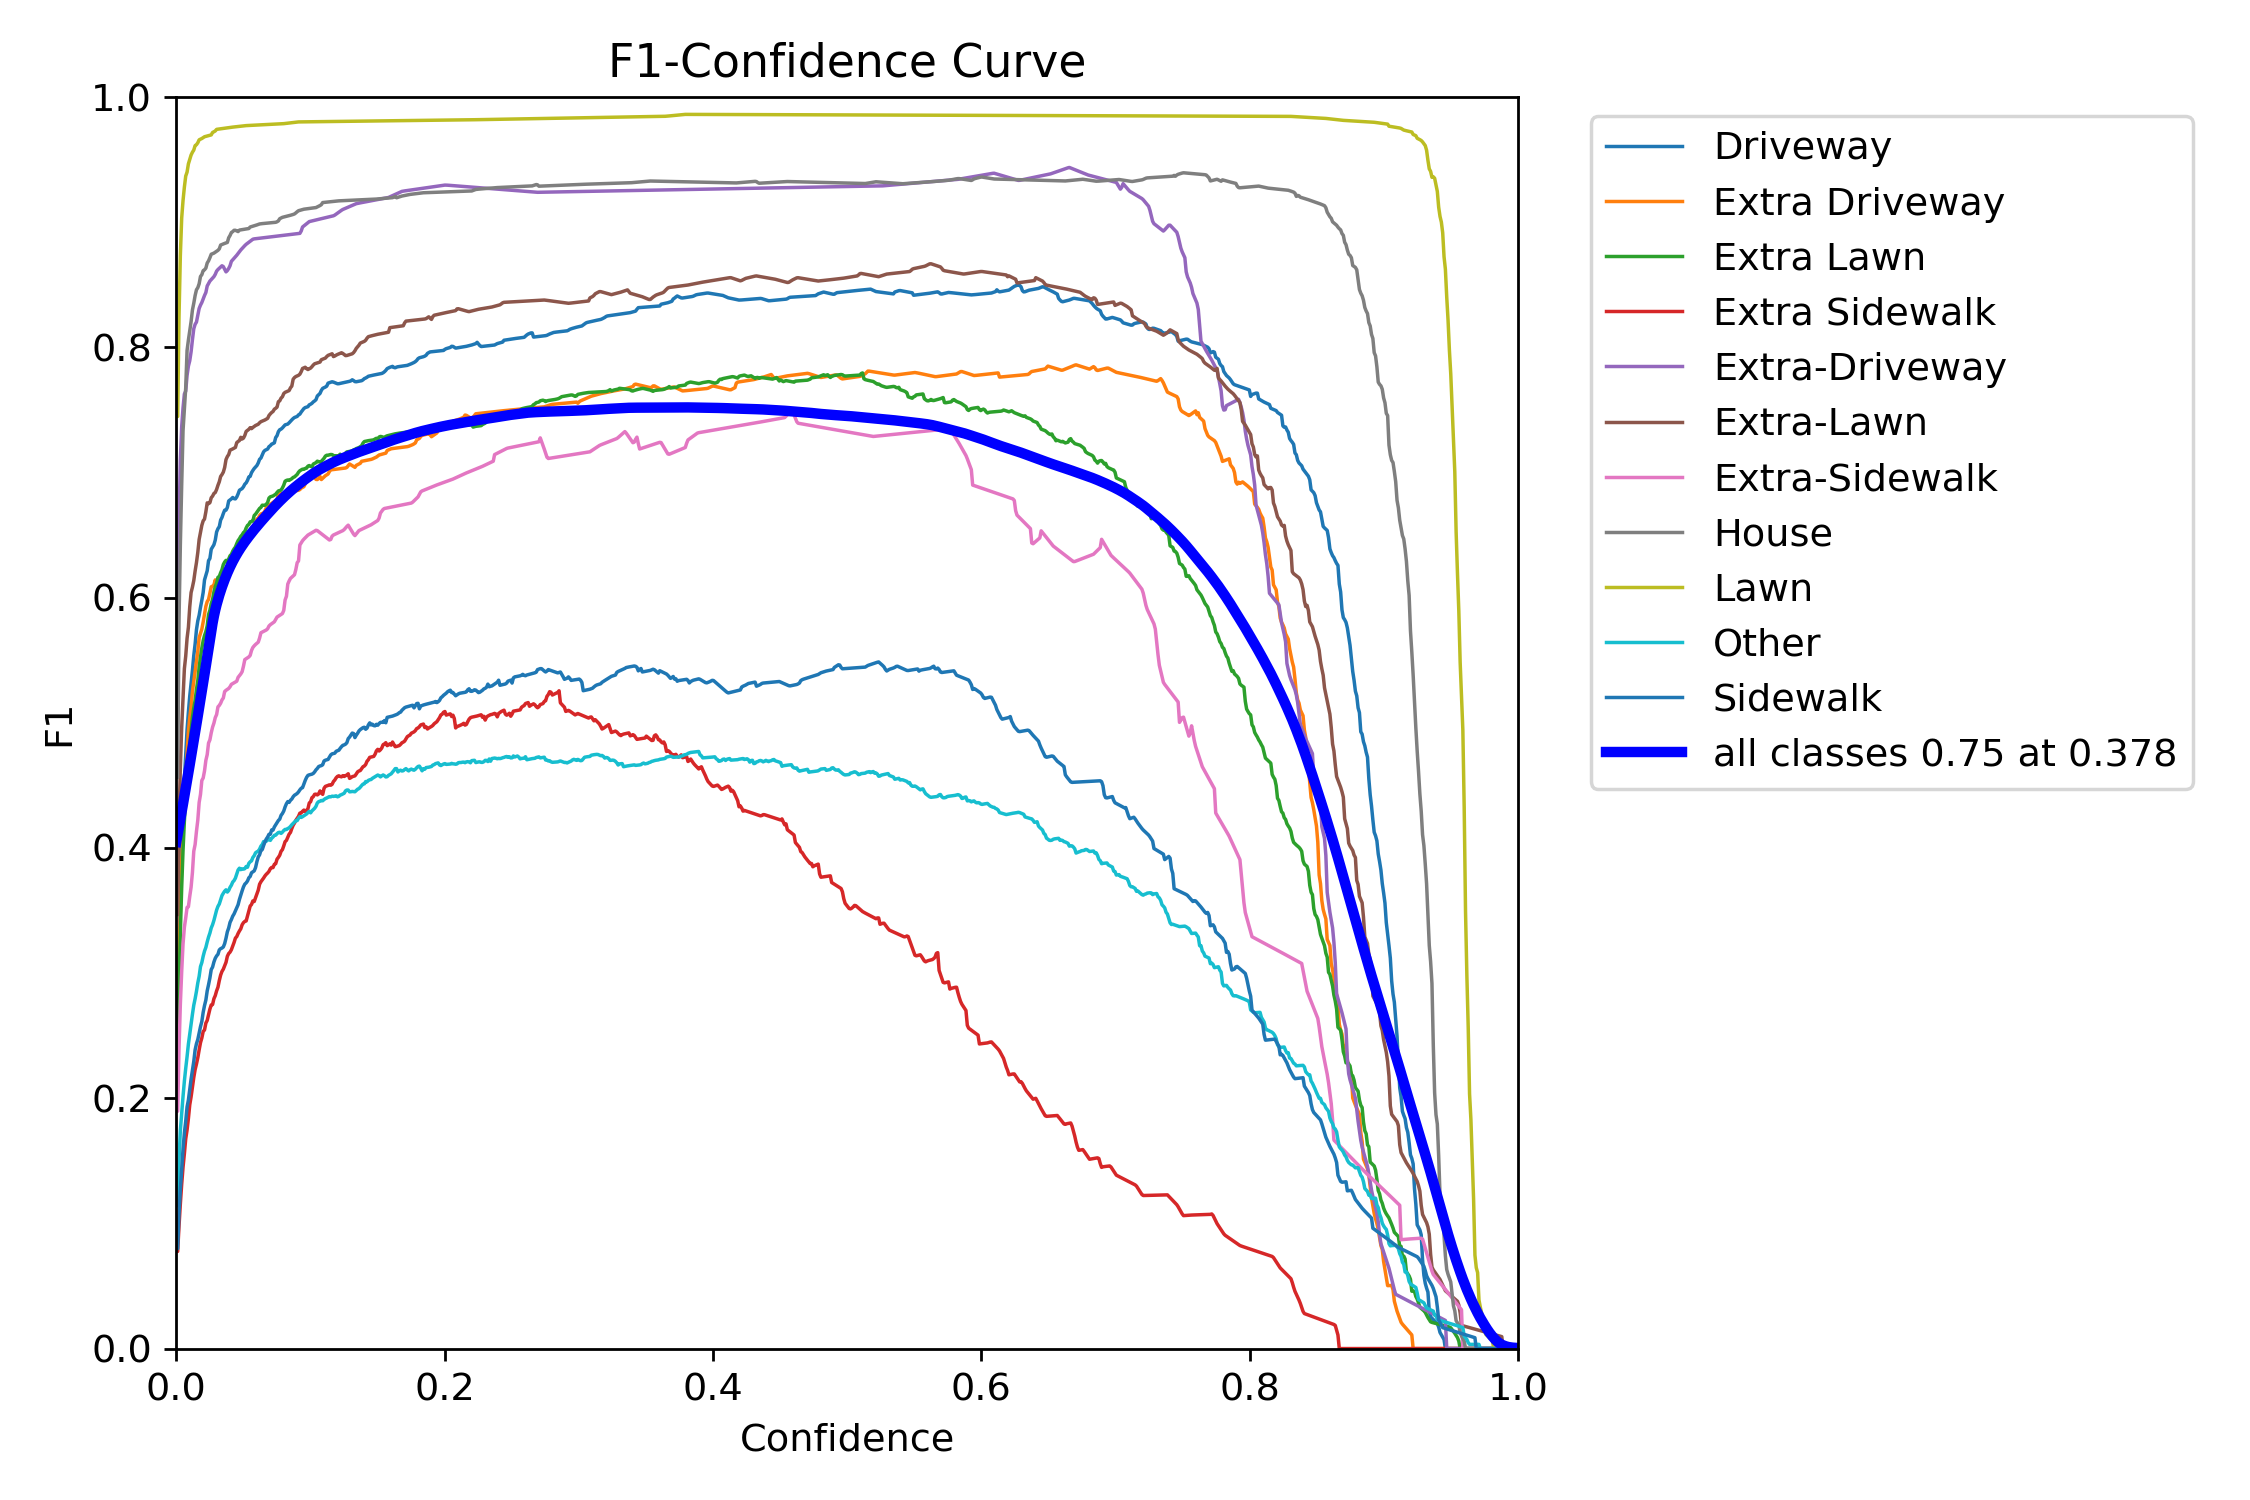 F1-Confidence Curve
1.0
0.8
0.6
0.4
0.2
0.0
F1
0.0 0.2 0.4 0.6 0.8 1.0
Confidence
Driveway
Extra Driveway
Extra Lawn
Extra Sidewalk
Extra-Driveway
Extra-Lawn
Extra-Sidewalk
House
Lawn
Other
Sidewalk
all classes 0.75 at 0.378